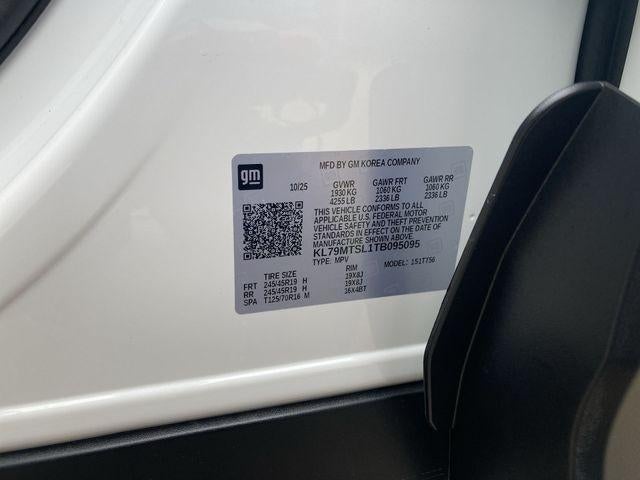 gm
MFD BY GM KOREA COMPANY
10/25 GVWR GAWR FRT GAWR RR
1930 KG 1060 KG 1060 KG
4255 LB 2336 LB 2336 LB
THIS VEHICLE CONFORMS TO ALL
APPLICABLE U.S. FEDERAL MOTOR
VEHICLE SAFETY AND THEFT PREVENTION
STANDARDS IN EFFECT ON THE DATE OF
MANUFACTURE SHOWN ABOVE.
KL79MTSL1TB095095
TYPE: MPV MODEL: 1S1TT56
TIRE SIZE RIM
FRT 245/45R19 H 19X8J
RR 245/45R19 H 19X8J
SPA T125/70R16 M 16X4BT